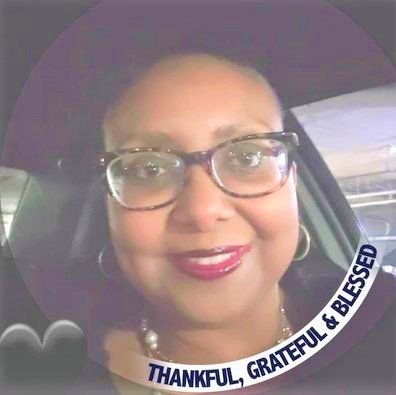 THANKFUL, GRATEFUL & BLESSED